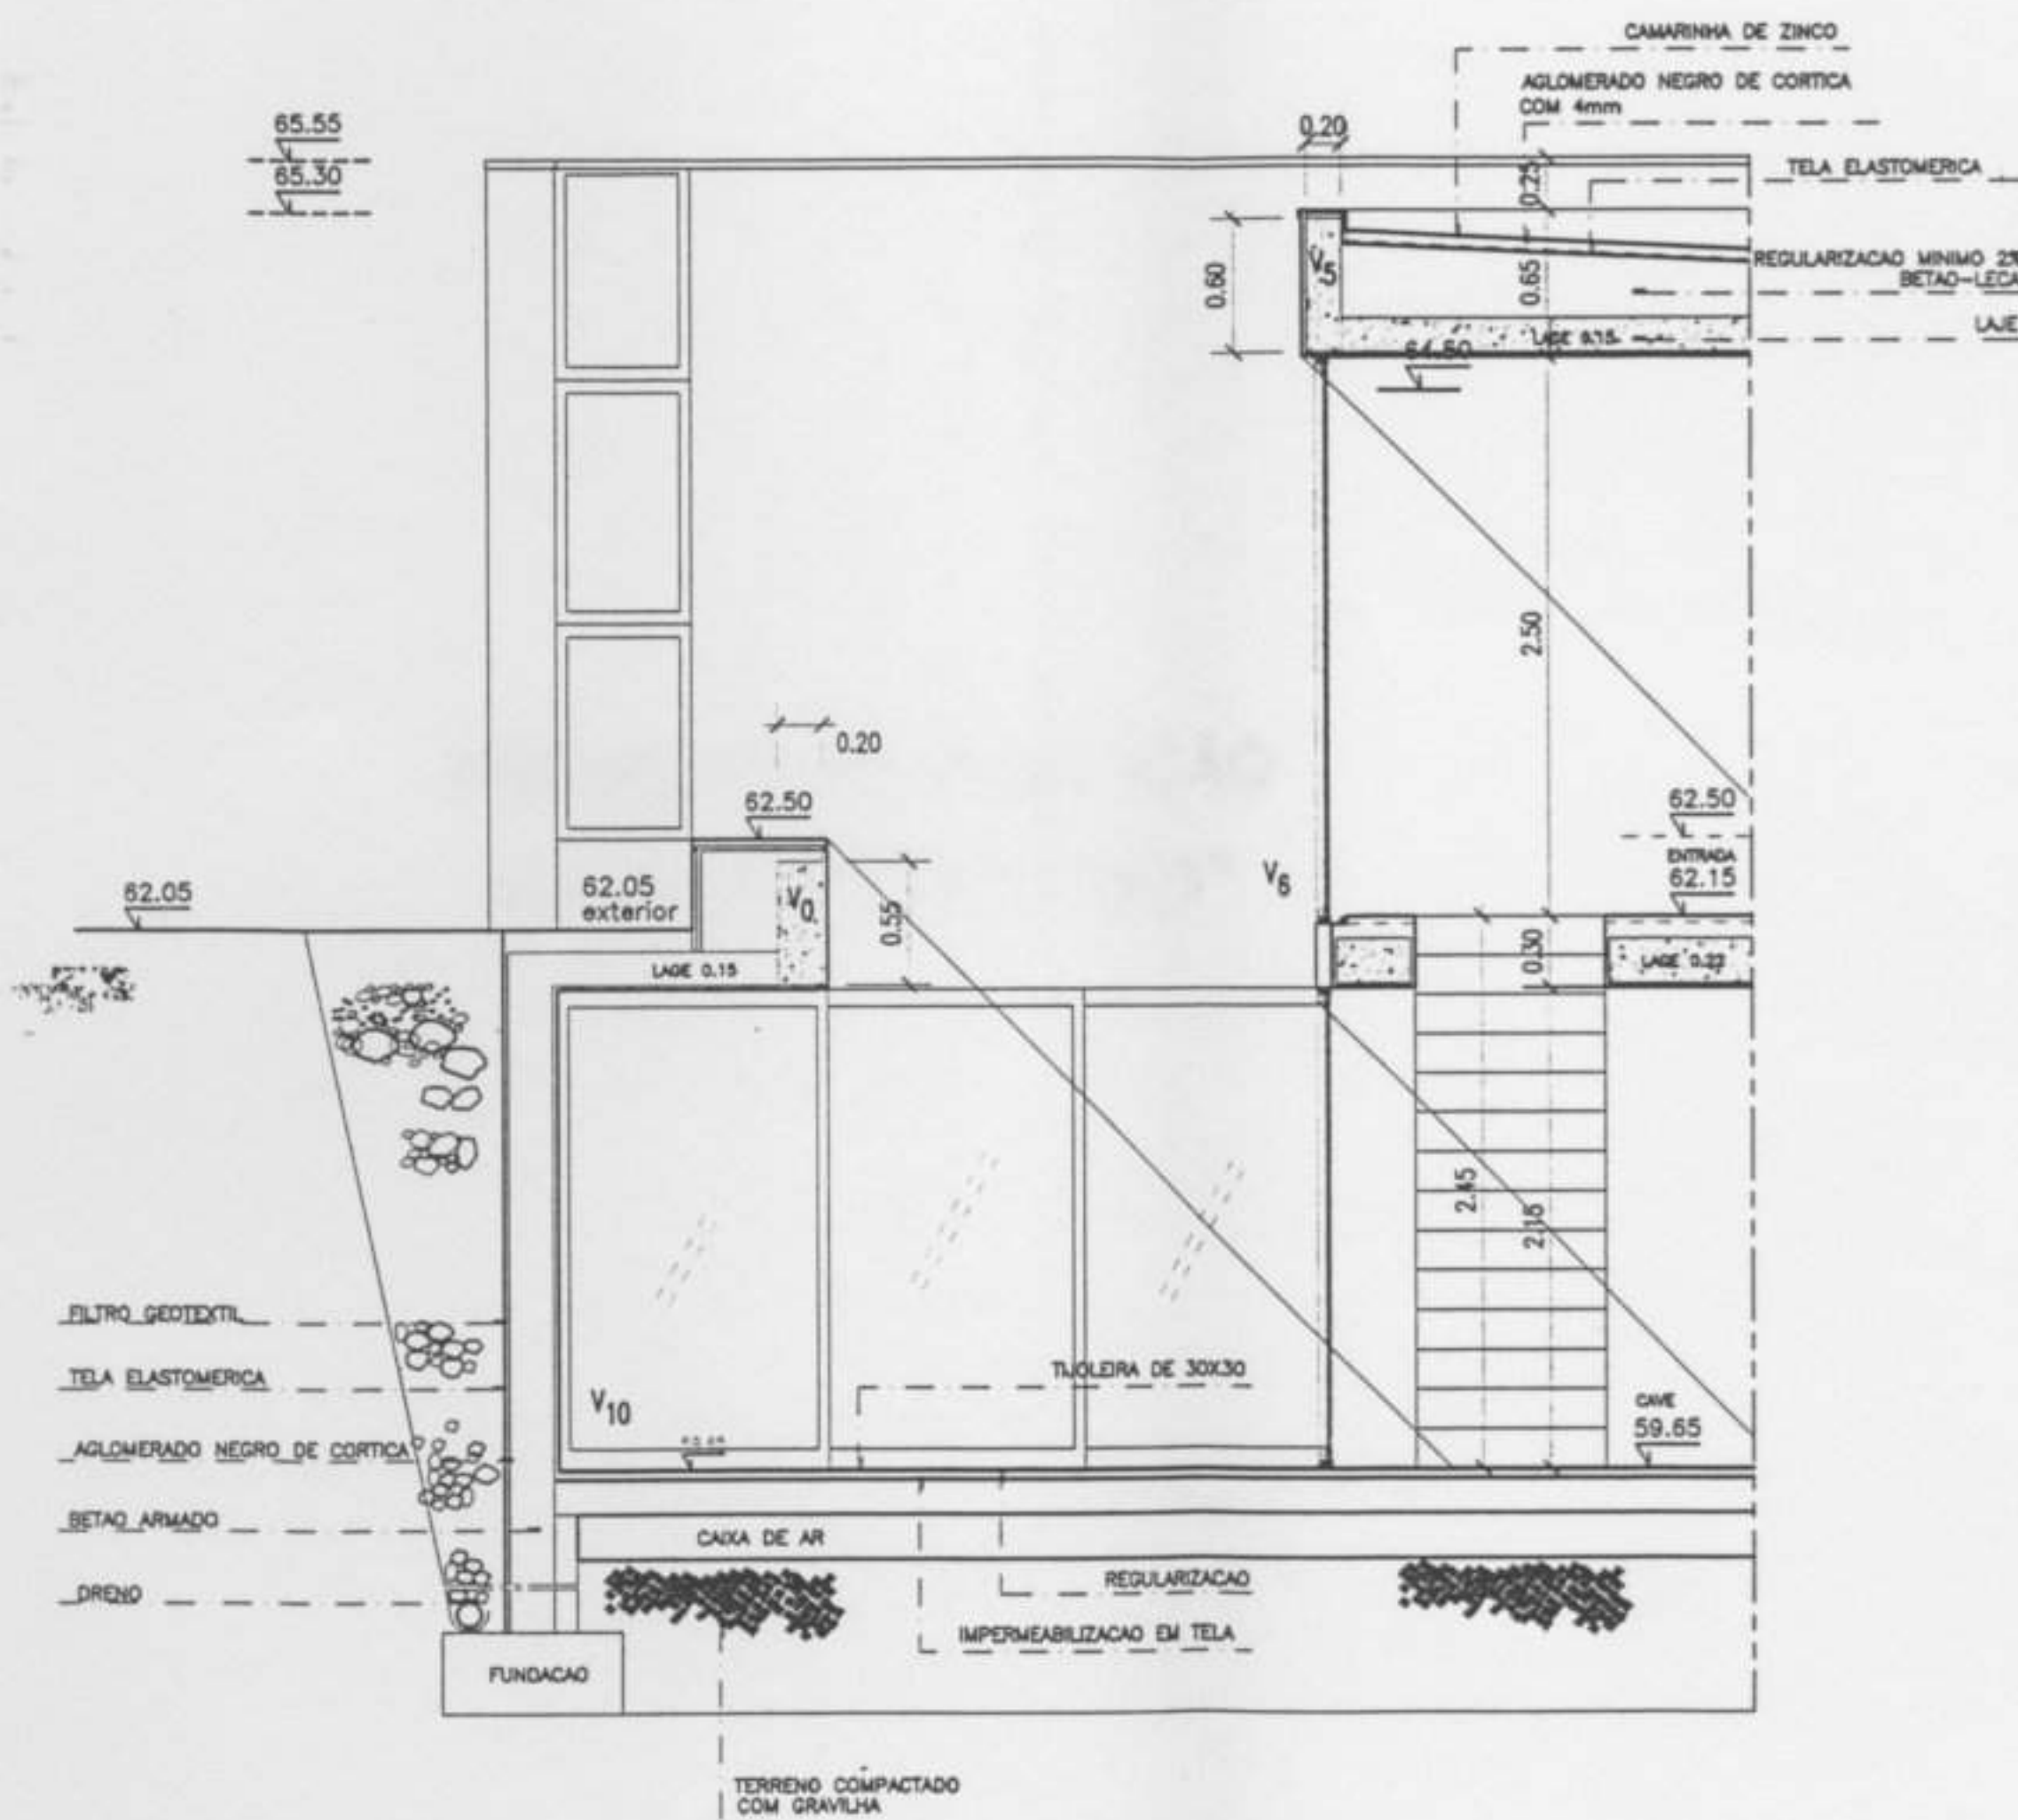 CAMARINHA DE ZINCO
AGLOMERADO NEGRO DE CORTICA
COM 4mm
65.55
0.20
65.30
0.25
TELA ELASTOMERICA
0.60
V5
0.65
REGULARIZACAO MINIMO 2%
BETAO-LECA
LAJE
LAGE 0.15
64.50
2.50
0.20
62.50
62.50
ENTRADA
62.15
V6
62.05
62.05
exterior
V0
0.55
LAGE 0.15
0.30
LAGE 0.22
2.45
2.15
FILTRO GEOTEXTIL
TELA ELASTOMERICA
TIJOLEIRA DE 30X30
V10
CAVE
59.65
AGLOMERADO NEGRO DE CORTICA
BETAO ARMADO
CAIXA DE AR
DRENO
REGULARIZACAO
IMPERMEABILIZACAO EM TELA
FUNDACAO
TERRENO COMPACTADO
COM GRAVILHA